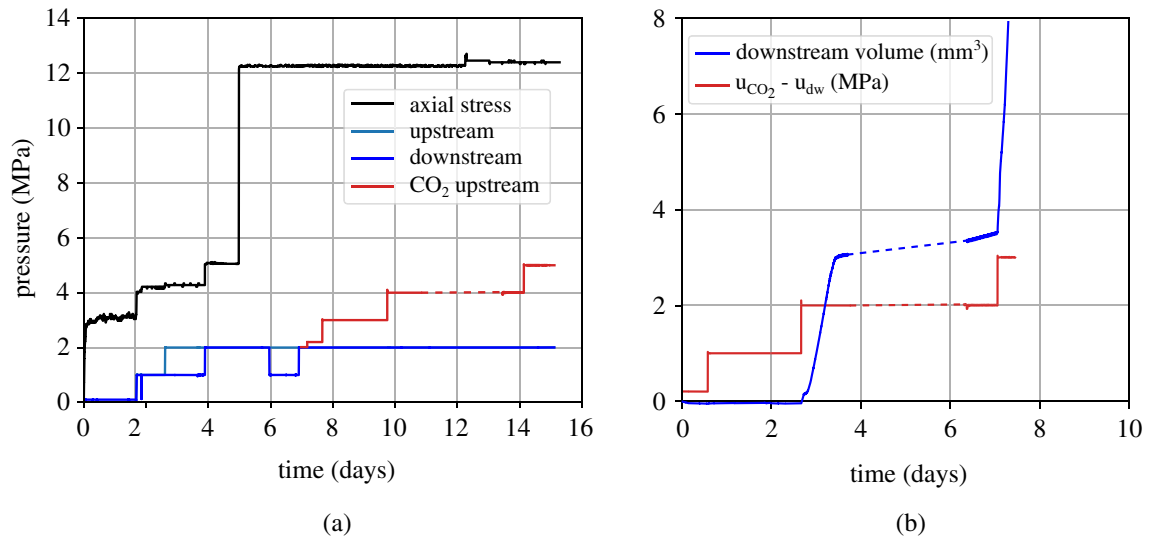 14
12
10
8
6
4
2
0
pressure (MPa)
axial stress
upstream
downstream
CO₂ upstream
0 2 4 6 8 10 12 14 16
time (days)
(a)
8
6
4
2
0
downstream volume (mm³)
u_CO₂ - u_dw (MPa)
0 2 4 6 8 10
time (days)
(b)